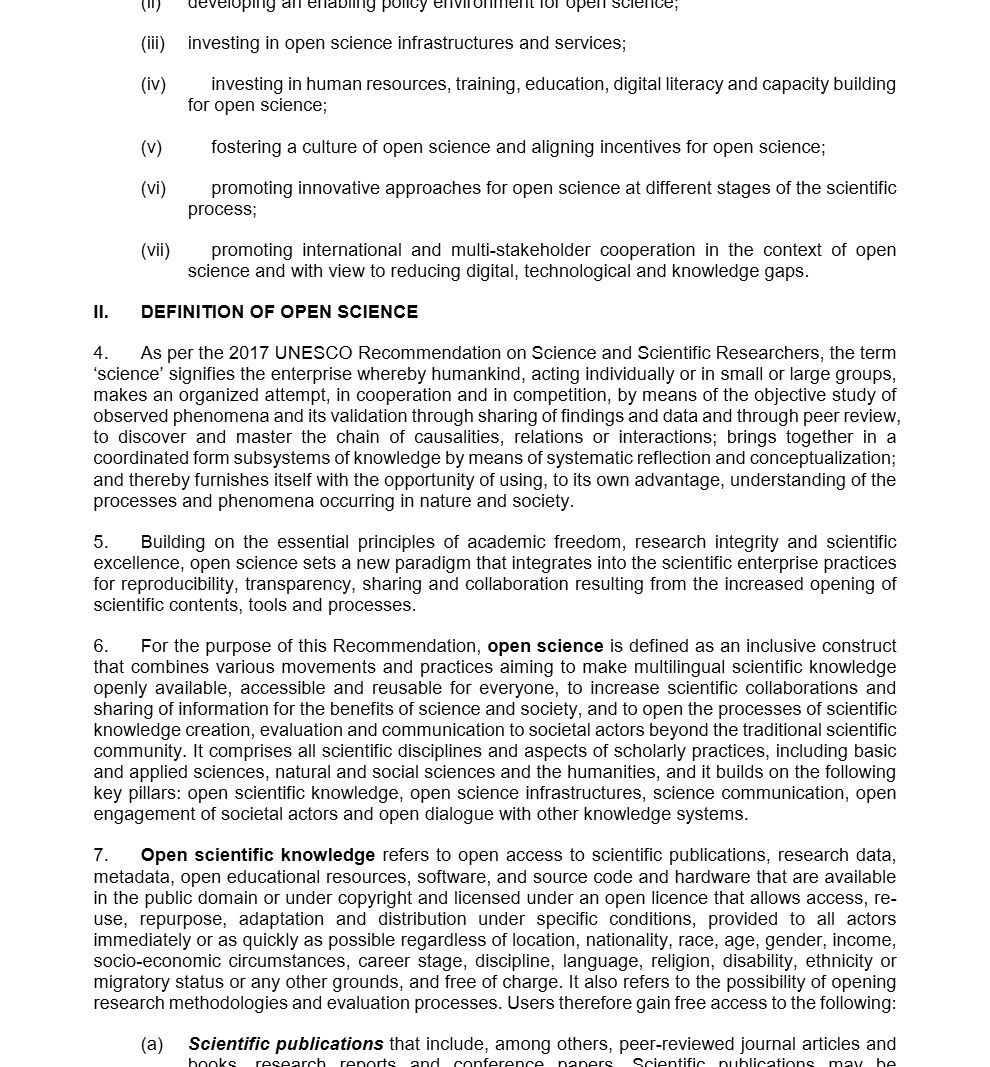 (ii) developing an enabling policy environment for open science;
(iii) investing in open science infrastructures and services;
(iv) investing in human resources, training, education, digital literacy and capacity building
for open science;
(v) fostering a culture of open science and aligning incentives for open science;
(vi) promoting innovative approaches for open science at different stages of the scientific
process;
(vii) promoting international and multi-stakeholder cooperation in the context of open
science and with view to reducing digital, technological and knowledge gaps.
II. DEFINITION OF OPEN SCIENCE
4. As per the 2017 UNESCO Recommendation on Science and Scientific Researchers, the term
‘science’ signifies the enterprise whereby humankind, acting individually or in small or large groups,
makes an organized attempt, in cooperation and in competition, by means of the objective study of
observed phenomena and its validation through sharing of findings and data and through peer review,
to discover and master the chain of causalities, relations or interactions; brings together in a
coordinated form subsystems of knowledge by means of systematic reflection and conceptualization;
and thereby furnishes itself with the opportunity of using, to its own advantage, understanding of the
processes and phenomena occurring in nature and society.
5. Building on the essential principles of academic freedom, research integrity and scientific
excellence, open science sets a new paradigm that integrates into the scientific enterprise practices
for reproducibility, transparency, sharing and collaboration resulting from the increased opening of
scientific contents, tools and processes.
6. For the purpose of this Recommendation, open science is defined as an inclusive construct
that combines various movements and practices aiming to make multilingual scientific knowledge
openly available, accessible and reusable for everyone, to increase scientific collaborations and
sharing of information for the benefits of science and society, and to open the processes of scientific
knowledge creation, evaluation and communication to societal actors beyond the traditional scientific
community. It comprises all scientific disciplines and aspects of scholarly practices, including basic
and applied sciences, natural and social sciences and the humanities, and it builds on the following
key pillars: open scientific knowledge, open science infrastructures, science communication, open
engagement of societal actors and open dialogue with other knowledge systems.
7. Open scientific knowledge refers to open access to scientific publications, research data,
metadata, open educational resources, software, and source code and hardware that are available
in the public domain or under copyright and licensed under an open licence that allows access, re-
use, repurpose, adaptation and distribution under specific conditions, provided to all actors
immediately or as quickly as possible regardless of location, nationality, race, age, gender, income,
socio-economic circumstances, career stage, discipline, language, religion, disability, ethnicity or
migratory status or any other grounds, and free of charge. It also refers to the possibility of opening
research methodologies and evaluation processes. Users therefore gain free access to the following:
(a) Scientific publications that include, among others, peer-reviewed journal articles and
books, research reports and conference papers. Scientific publications may be